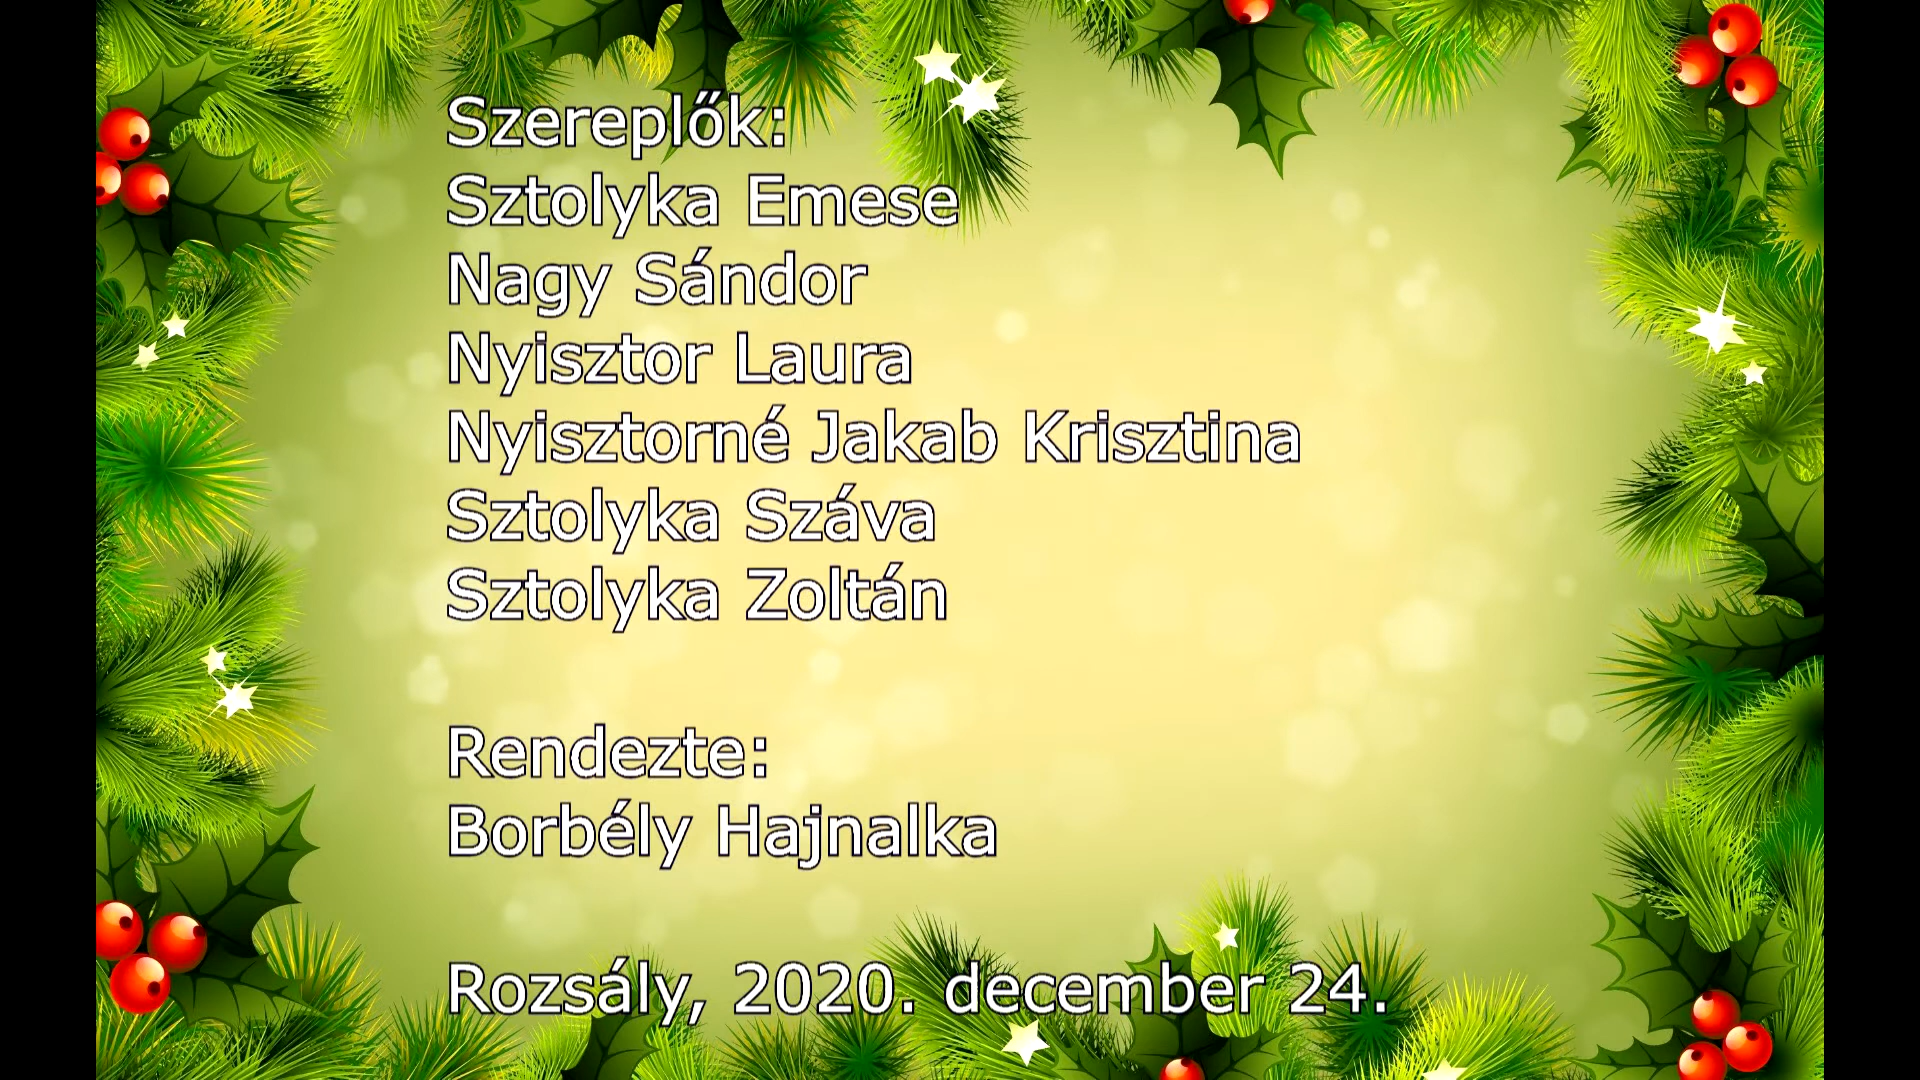 Szereplők:
Sztolyka Emese
Nagy Sándor
Nyisztor Laura
Nyisztorné Jakab Krisztina
Sztolyka Száva
Sztolyka Zoltán
Rendezte:
Borbély Hajnalka
Rozsály, 2020. december 24.